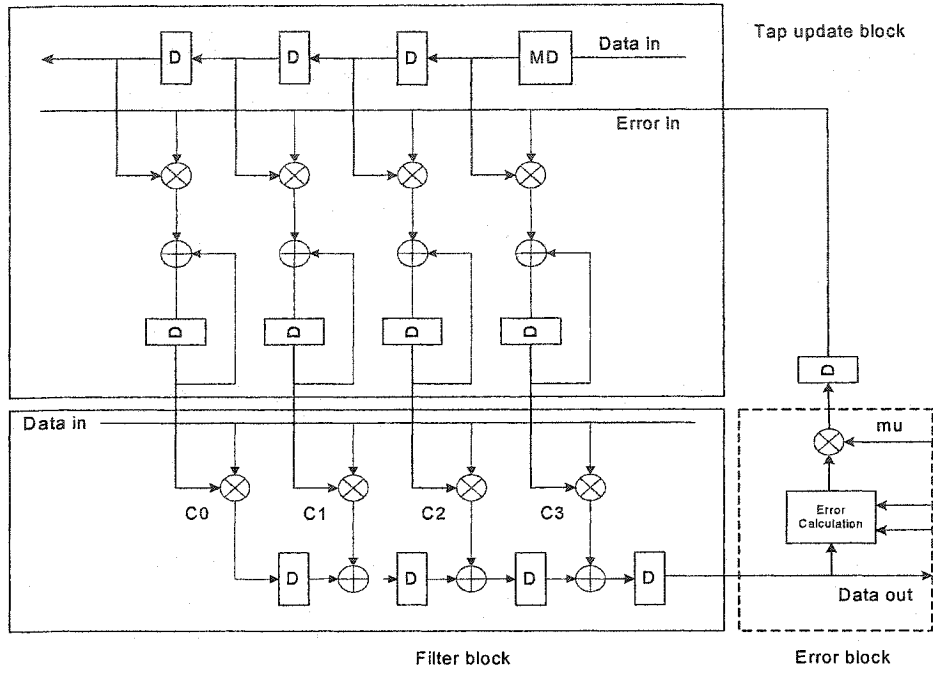 Tap update block
D
D
D
MD
Data in
Error in
D
D
D
D
D
Data in
mu
C0
C1
C2
C3
Error
Calculation
D
D
D
D
Data out
Filter block
Error block